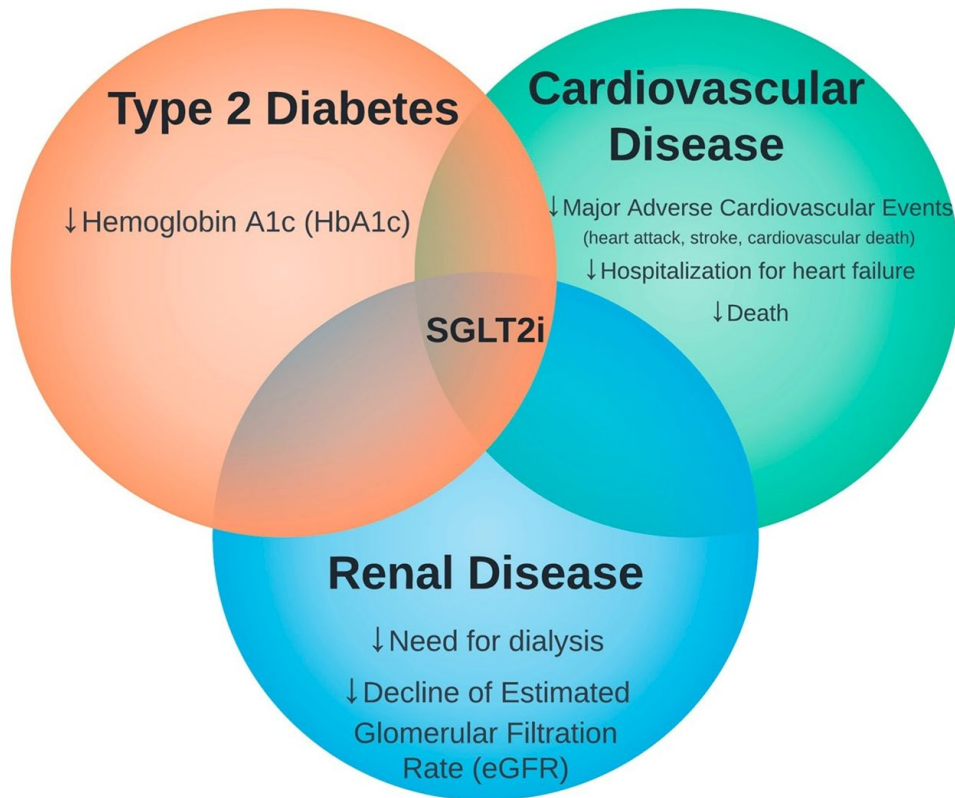 Type 2 Diabetes
↓Hemoglobin A1c (HbA1c)
Cardiovascular
Disease
↓Major Adverse Cardiovascular Events
(heart attack, stroke, cardiovascular death)
↓Hospitalization for heart failure
↓Death
SGLT2i
Renal Disease
↓Need for dialysis
↓Decline of Estimated
Glomerular Filtration
Rate (eGFR)